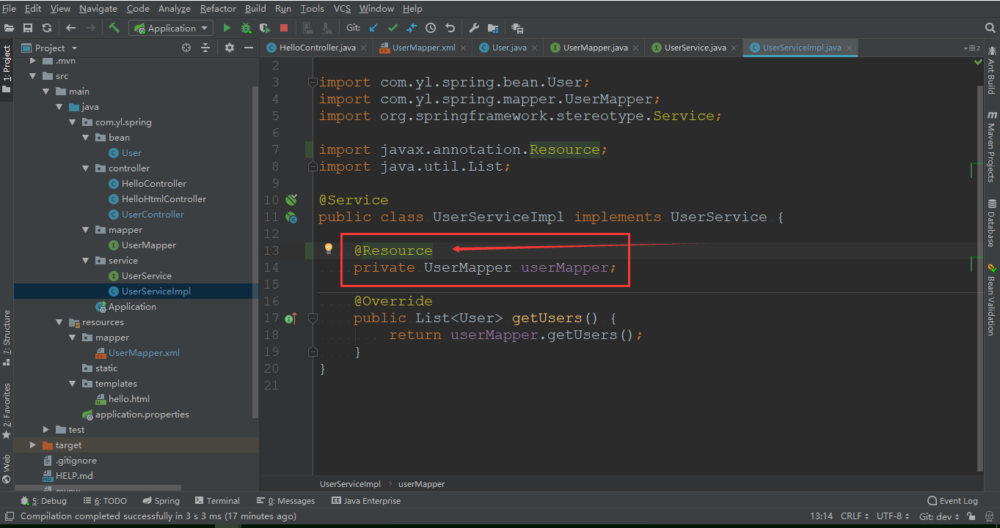 File Edit View Navigate Code Analyze Refactor Build Run Tools VCS Window Help
Application Git:
1: Project
Project
.mvn
src
main
java
com.yl.spring
bean
User
controller
HelloController
HelloHtmlController
UserController
mapper
UserMapper
service
UserService
UserServiceImpl
Application
resources
mapper
UserMapper.xml
static
templates
hello.html
application.properties
test
target
.gitignore
HELP.md
7: Structure
2: Favorites
Web
HelloController.java UserMapper.xml User.java UserMapper.java UserService.java UserServiceImpl.java 2
2
3 import com.yl.spring.bean.User;
4 import com.yl.spring.mapper.UserMapper;
5 import org.springframework.stereotype.Service;
6
7 import javax.annotation.Resource;
8 import java.util.List;
9
10 @Service
11 public class UserServiceImpl implements UserService {
12
13 @Resource
14 private UserMapper userMapper;
15
16 @Override
17 public List<User> getUsers() {
18 return userMapper.getUsers();
19 }
20 }
21
UserServiceImpl › userMapper
Ant Build
m Maven Projects
Database
Bean Validation
5: Debug 6: TODO Spring Terminal 0: Messages Java Enterprise Event Log
Compilation completed successfully in 3 s 3 ms (17 minutes ago) 13:14 CRLF UTF-8 Git: dev